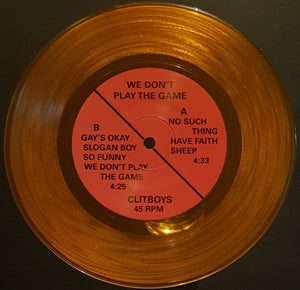 WE DON'T
PLAY THE GAME
A
NO SUCH
THING
HAVE FAITH
SHEEP
4:33
B
GAY'S OKAY
SLOGAN BOY
SO FUNNY
WE DON'T PLAY
THE GAME
4:25
CLITBOYS
45 RPM